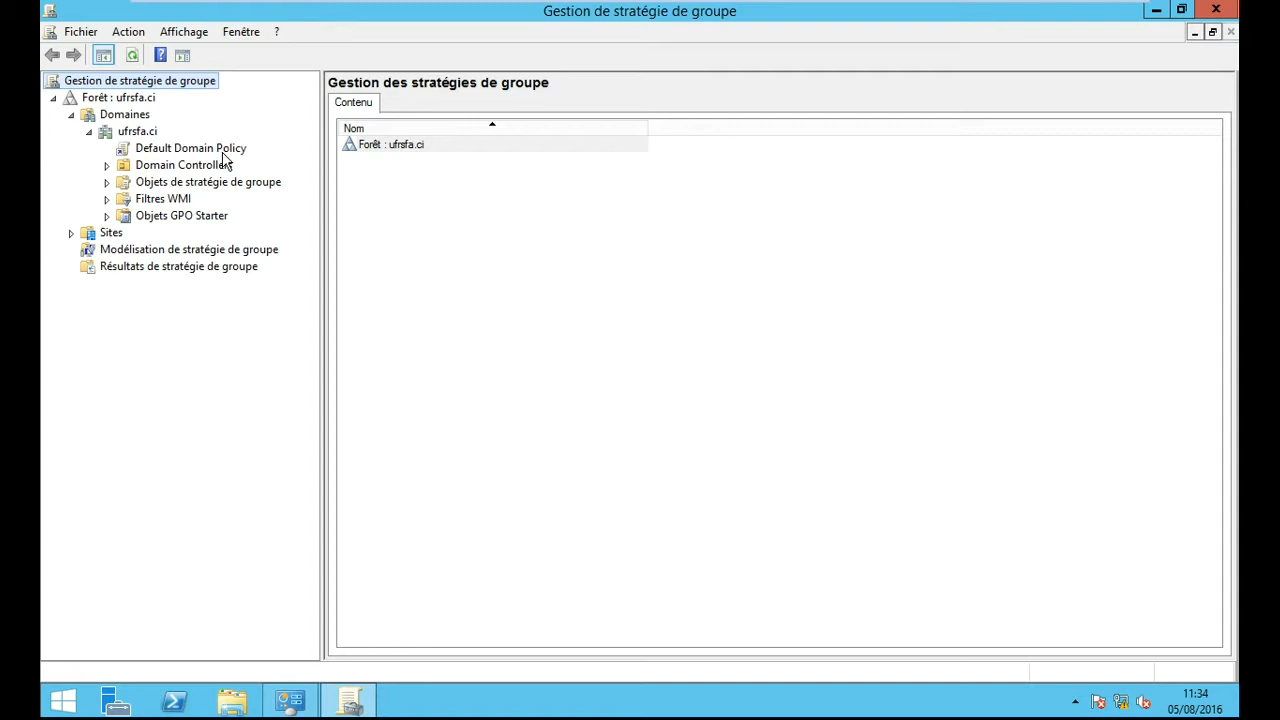 Gestion de stratégie de groupe
Fichier Action Affichage Fenêtre ?
Gestion de stratégie de groupe
Forêt : ufrsfa.ci
Domaines
ufrsfa.ci
Default Domain Policy
Domain Controllers
Objets de stratégie de groupe
Filtres WMI
Objets GPO Starter
Sites
Modélisation de stratégie de groupe
Résultats de stratégie de groupe
Gestion des stratégies de groupe
Contenu
Nom
Forêt : ufrsfa.ci
11:34
05/08/2016